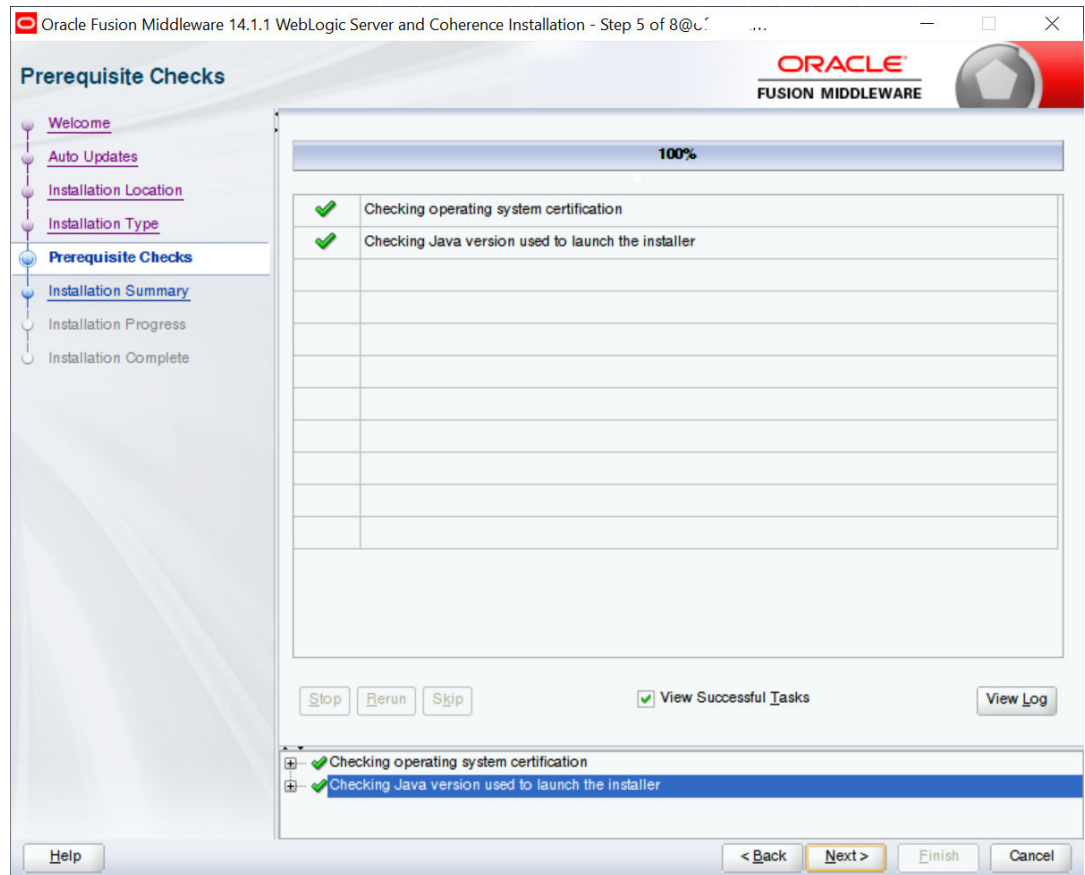 Oracle Fusion Middleware 14.1.1 WebLogic Server and Coherence Installation - Step 5 of 8@
Prerequisite Checks
ORACLE
FUSION MIDDLEWARE
Welcome
Auto Updates
Installation Location
Installation Type
Prerequisite Checks
Installation Summary
Installation Progress
Installation Complete
100%
Checking operating system certification
Checking Java version used to launch the installer
Stop Rerun Skip View Successful Tasks View Log
Checking operating system certification
Checking Java version used to launch the installer
Help < Back Next > Finish Cancel